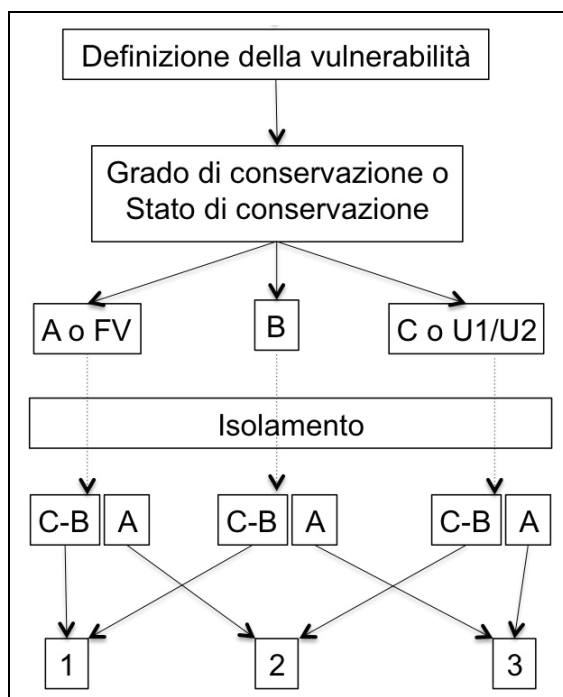 Definizione della vulnerabilità
Grado di conservazione o
Stato di conservazione
A o FV
B
C o U1/U2
Isolamento
C-B A C-B A C-B A
1 2 3